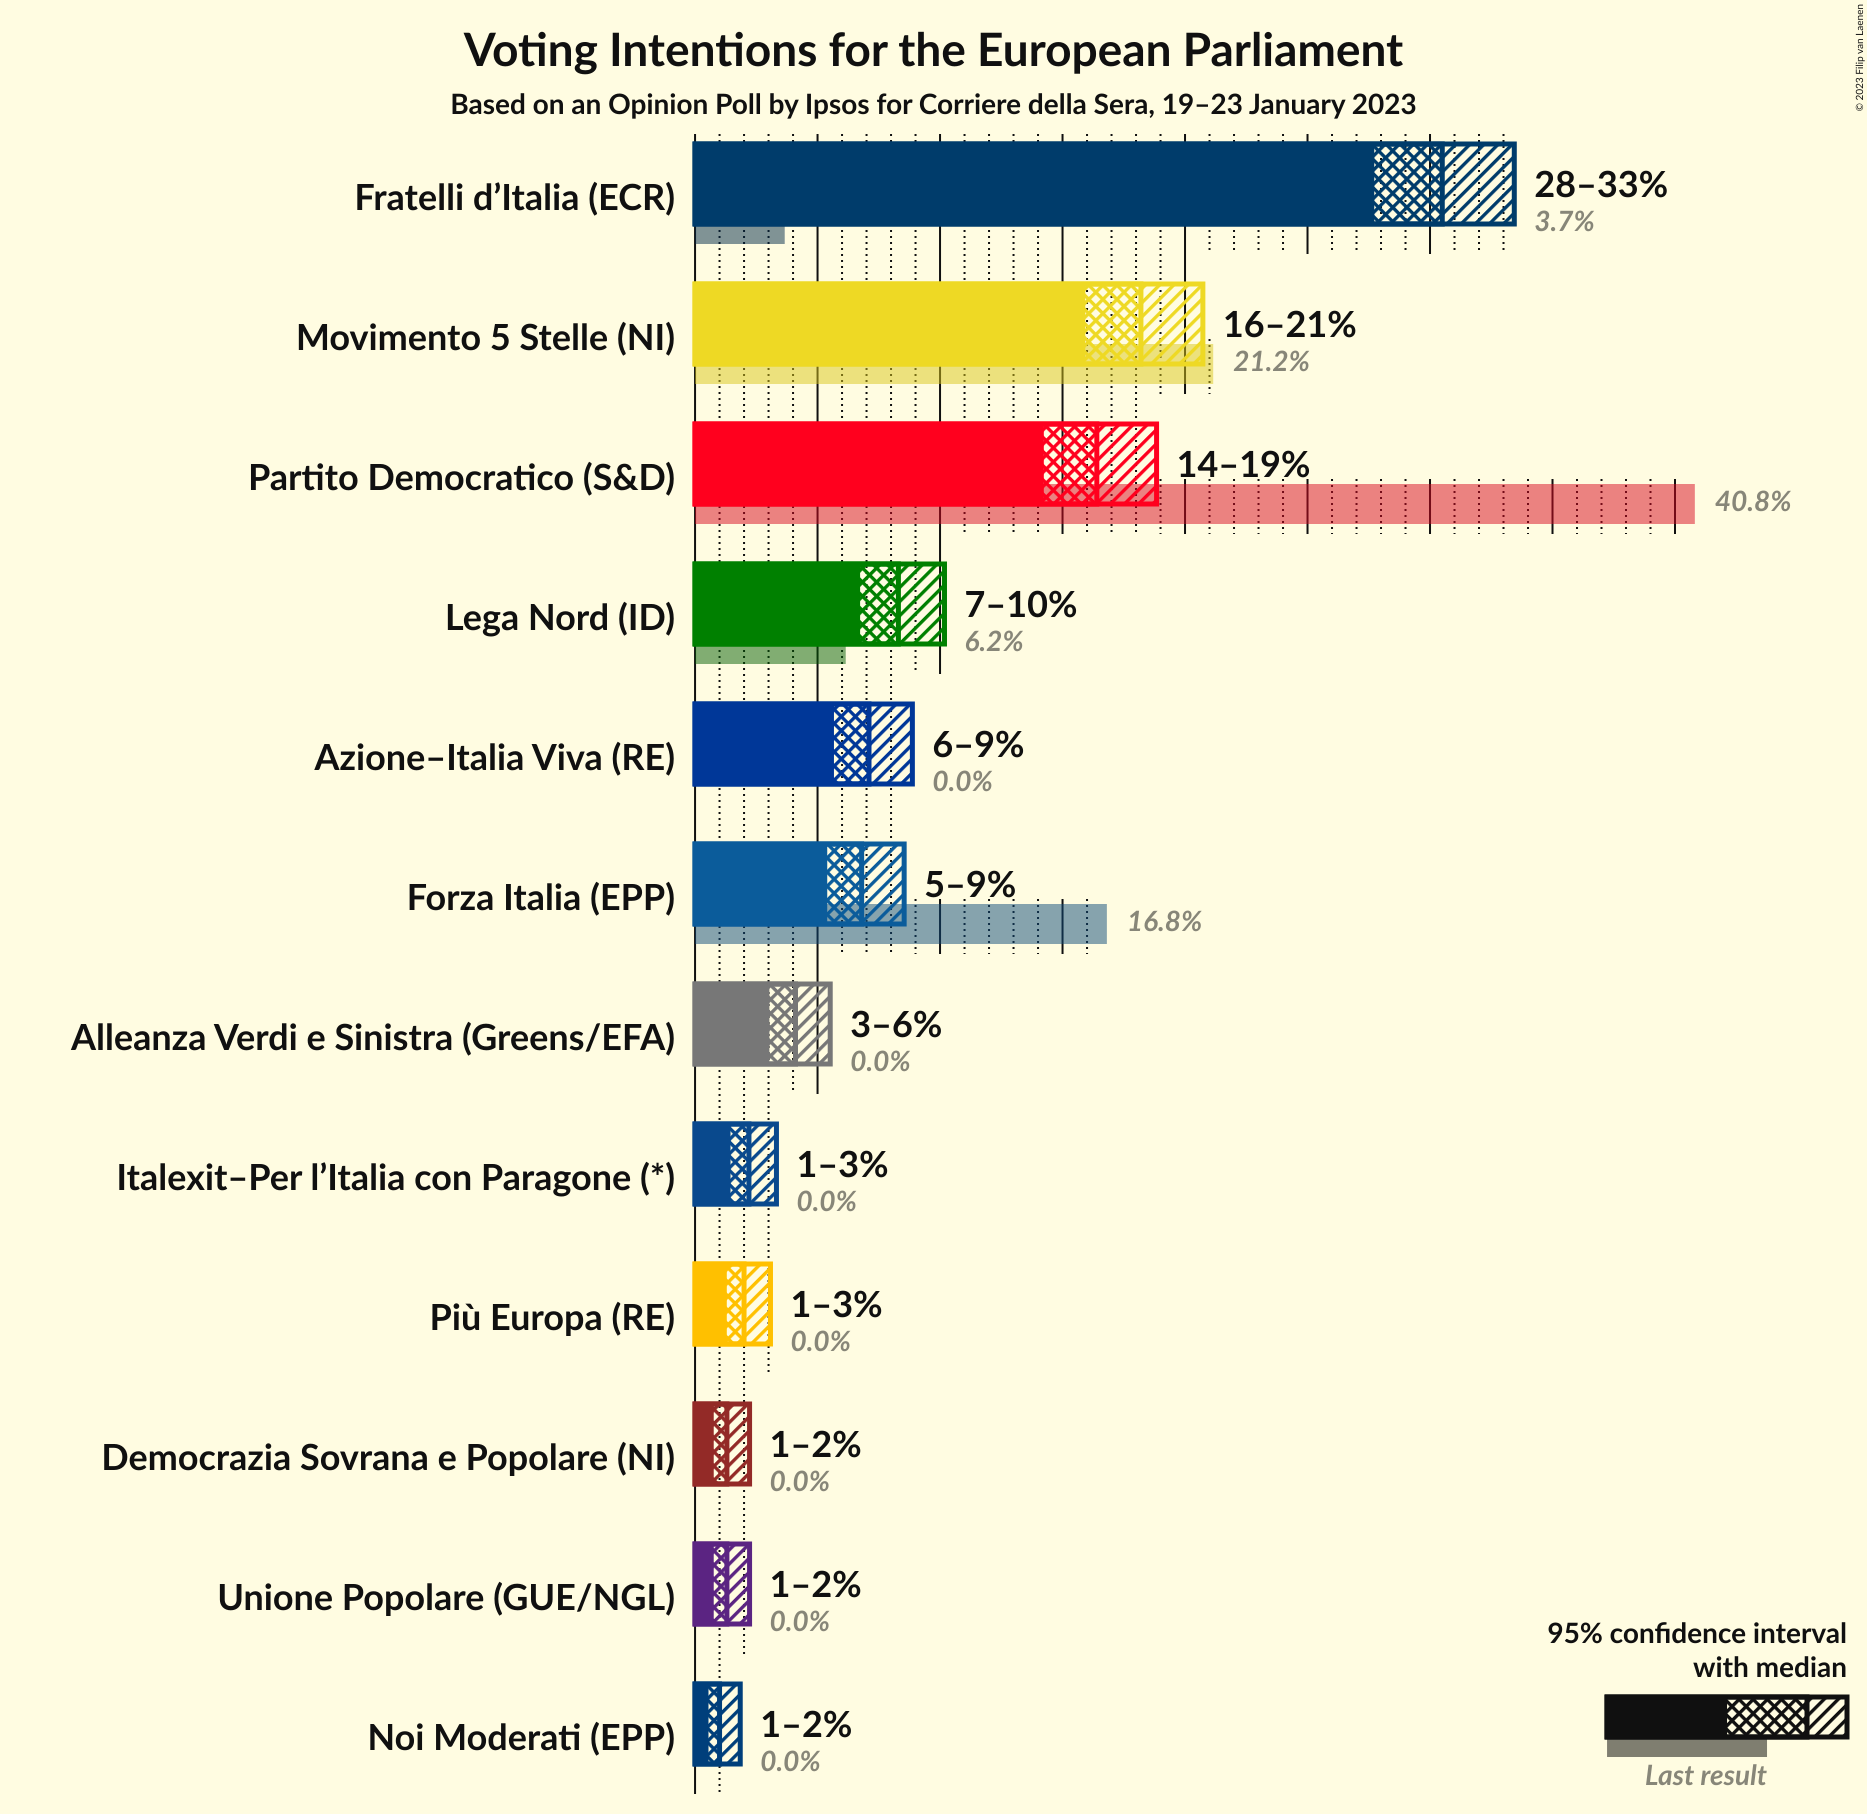 © 2023 Filip van Laenen
Voting Intentions for the European Parliament
Based on an Opinion Poll by Ipsos for Corriere della Sera, 19–23 January 2023
Fratelli d’Italia (ECR)
28–33%
3.7%
Movimento 5 Stelle (NI)
16–21%
21.2%
Partito Democratico (S&D)
14–19%
40.8%
Lega Nord (ID)
7–10%
6.2%
Azione–Italia Viva (RE)
6–9%
0.0%
Forza Italia (EPP)
5–9%
16.8%
Alleanza Verdi e Sinistra (Greens/EFA)
3–6%
0.0%
Italexit–Per l’Italia con Paragone (*)
1–3%
0.0%
Più Europa (RE)
1–3%
0.0%
Democrazia Sovrana e Popolare (NI)
1–2%
0.0%
Unione Popolare (GUE/NGL)
1–2%
0.0%
Noi Moderati (EPP)
1–2%
0.0%
95% confidence interval
with median
Last result